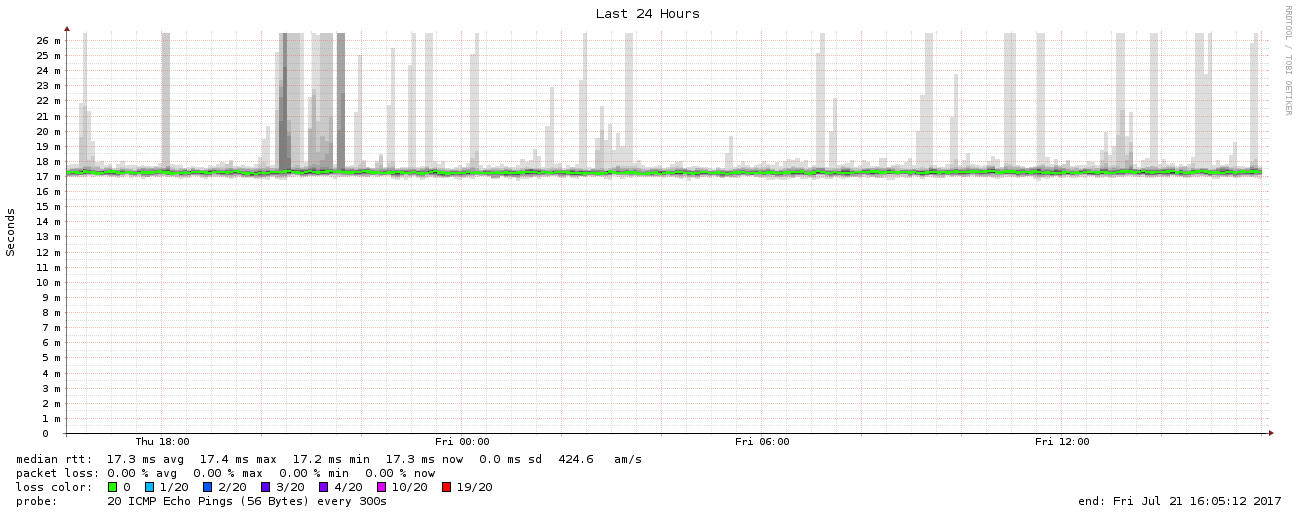 Last 24 Hours
RRDTOOL / TOBI OETIKER
Seconds
26 m
25 m
24 m
23 m
22 m
21 m
20 m
19 m
18 m
17 m
16 m
15 m
14 m
13 m
12 m
11 m
10 m
9 m
8 m
7 m
6 m
5 m
4 m
3 m
2 m
1 m
0
Thu 18:00 Fri 00:00 Fri 06:00 Fri 12:00
median rtt: 17.3 ms avg 17.4 ms max 17.2 ms min 17.3 ms now 0.0 ms sd 424.6 am/s
packet loss: 0.00 % avg 0.00 % max 0.00 % min 0.00 % now
loss color: 0 1/20 2/20 3/20 4/20 10/20 19/20
probe: 20 ICMP Echo Pings (56 Bytes) every 300s end: Fri Jul 21 16:05:12 2017